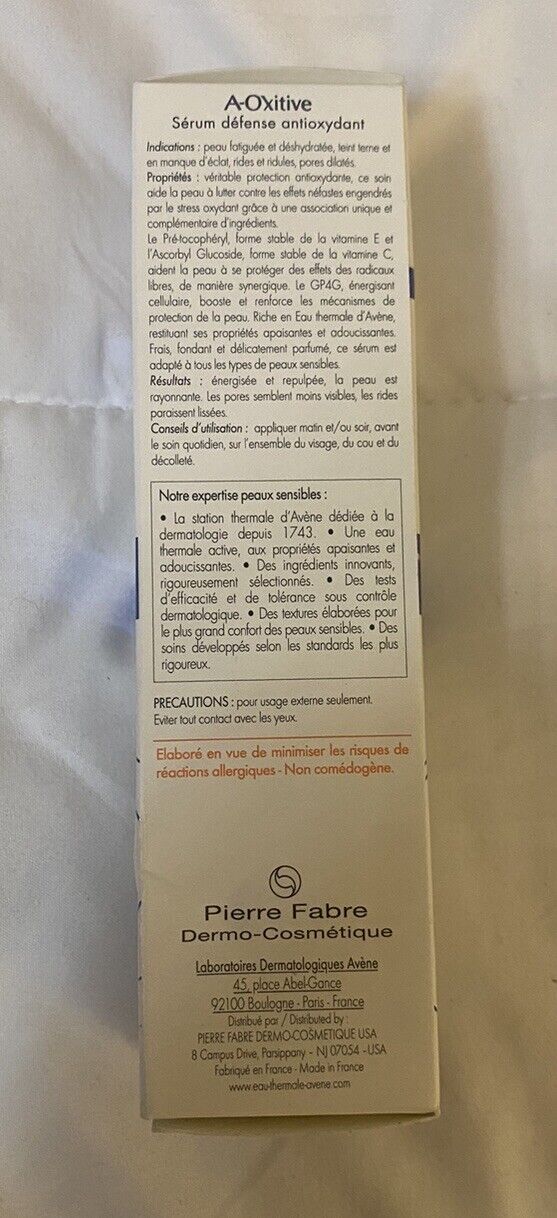 A-OXitive
Sérum défense antioxydant
Indications : peau fatiguée et déshydratée, teint terne et
en manque d'éclat, rides et ridules, pores dilatés.
Propriétés : véritable protection antioxydante, ce soin
aide la peau à lutter contre les effets néfastes engendrés
par le stress oxydant grâce à une association unique et
complémentaire d'ingrédients.
Le Pré-tocophéryl, forme stable de la vitamine E et
l'Ascorbyl Glucoside, forme stable de la vitamine C,
aident la peau à se protéger des effets des radicaux
libres, de manière synergique. Le GP4G, énergisant
cellulaire, booste et renforce les mécanismes de
protection de la peau. Riche en Eau thermale d'Avène,
restituant ses propriétés apaisantes et adoucissantes.
Frais, fondant et délicatement parfumé, ce sérum est
adapté à tous les types de peaux sensibles.
Résultats : énergisée et repulpée, la peau est
rayonnante. Les pores semblent moins visibles, les rides
paraissent lissées.
Conseils d'utilisation : appliquer matin et/ou soir, avant
le soin quotidien, sur l'ensemble du visage, du cou et du
décolleté.
Notre expertise peaux sensibles :
• La station thermale d'Avène dédiée à la
dermatologie depuis 1743. • Une eau
thermale active, aux propriétés apaisantes et
adoucissantes. • Des ingrédients innovants,
rigoureusement sélectionnés. • Des tests
d'efficacité et de tolérance sous contrôle
dermatologique. • Des textures élaborées pour
le plus grand confort des peaux sensibles. • Des
soins développés selon les standards les plus
rigoureux.
PRECAUTIONS : pour usage externe seulement.
Eviter tout contact avec les yeux.
Elaboré en vue de minimiser les risques de
réactions allergiques - Non comédogène.
Pierre Fabre
Dermo-Cosmétique
Laboratoires Dermatologiques Avène
45, place Abel-Gance
92100 Boulogne - Paris - France
Distribué par / Distributed by :
PIERRE FABRE DERMO-COSMETIQUE USA
8 Campus Drive, Parsippany - NJ 07054 - USA
Fabriqué en France - Made in France
www.eau-thermale-avene.com